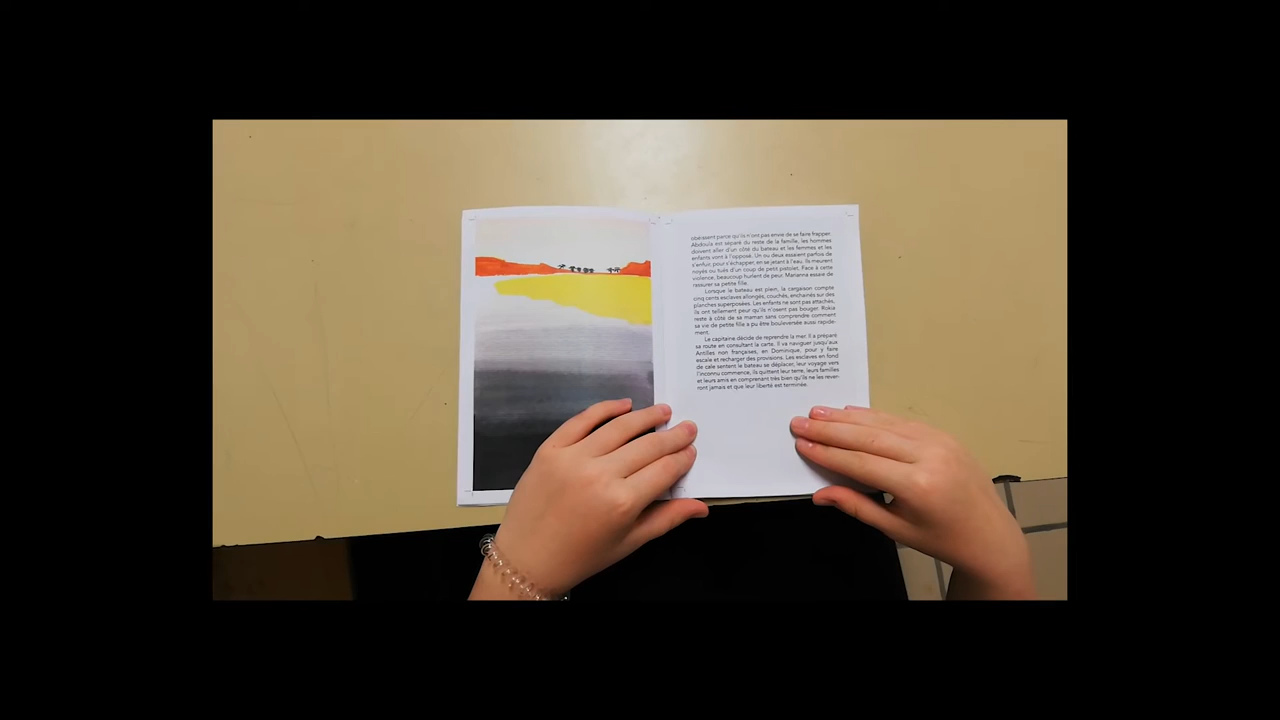 obéissent parce qu'ils n'ont pas envie de se faire frapper.
Abdoula est séparé du reste de la famille, les hommes
doivent aller d'un côté du bateau et les femmes et les
enfants vont à l'opposé. Un ou deux essaient parfois de
s'enfuir, pour s'échapper, en se jetant à l'eau. Ils meurent
noyés ou tués d'un coup de petit pistolet. Face à cette
violence, beaucoup hurlent de peur. Marianna essaie de
rassurer sa petite fille.
Lorsque le bateau est plein, la cargaison compte
cinq cents esclaves allongés, couchés, enchainés sur des
planches superposées. Les enfants ne sont pas attachés,
ils ont tellement peur qu'ils n'osent pas bouger. Rokia
reste à côté de sa maman sans comprendre comment
sa vie de petite fille a pu être bouleversée aussi rapide-
ment.
Le capitaine décide de reprendre la mer. Il a préparé
sa route en consultant la carte. Il va naviguer jusqu'aux
Antilles non françaises, en Dominique, pour y faire
escale et recharger des provisions. Les esclaves en fond
de cale sentent le bateau se déplacer, leur voyage vers
l'inconnu commence, ils quittent leur terre, leurs familles
et leurs amis en comprenant très bien qu'ils ne les rever-
ront jamais et que leur liberté est terminée.